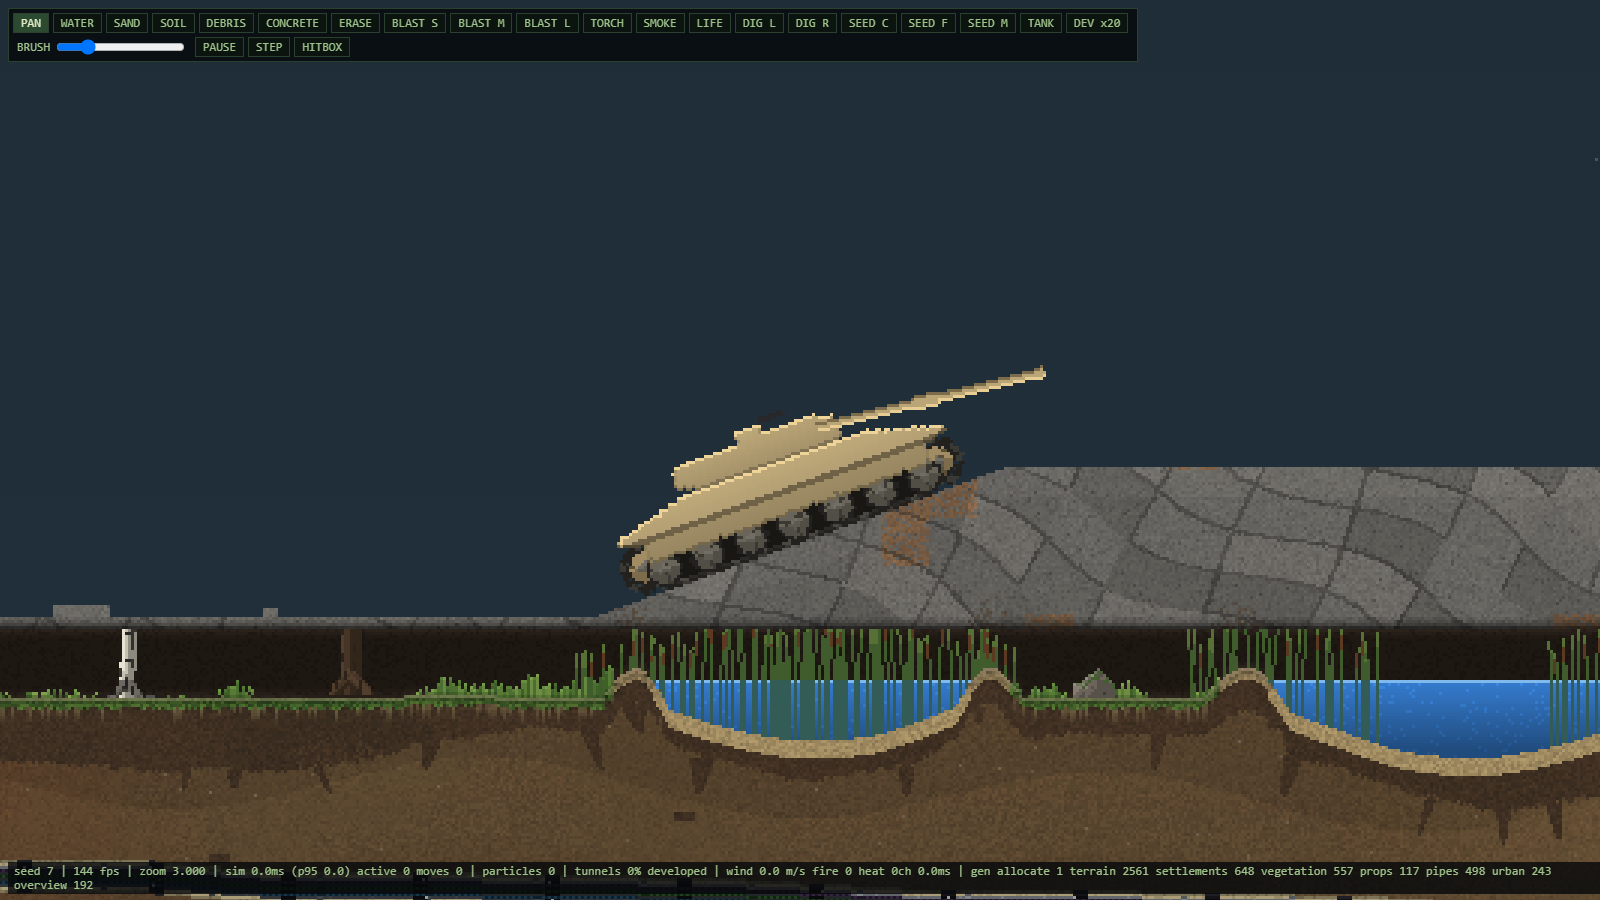 PAN WATER SAND SOIL DEBRIS CONCRETE ERASE BLAST S BLAST M BLAST L TORCH SMOKE LIFE DIG L DIG R SEED C SEED F SEED M TANK DEV x20
BRUSH PAUSE STEP HITBOX
seed 7 | 144 fps | zoom 3.000 | sim 0.0ms (p95 0.0) active 0 moves 0 | particles 0 | tunnels 0% developed | wind 0.0 m/s fire 0 heat 0ch 0.0ms | gen allocate 1 terrain 2561 settlements 648 vegetation 557 props 117 pipes 498 urban 243
overview 192